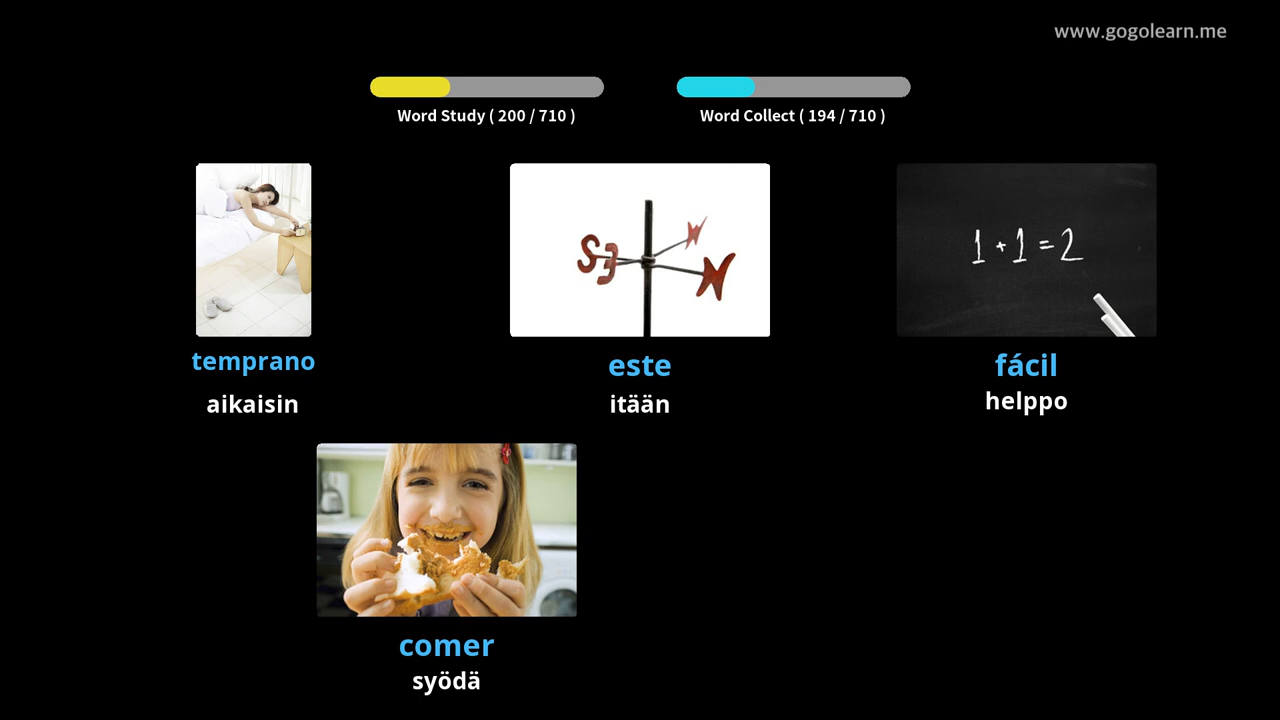 www.gogolearn.me
Word Study ( 200 / 710 )
Word Collect ( 194 / 710 )
S E N W
1 + 1 = 2
temprano
este
fácil
aikaisin
itään
helppo
comer
syödä